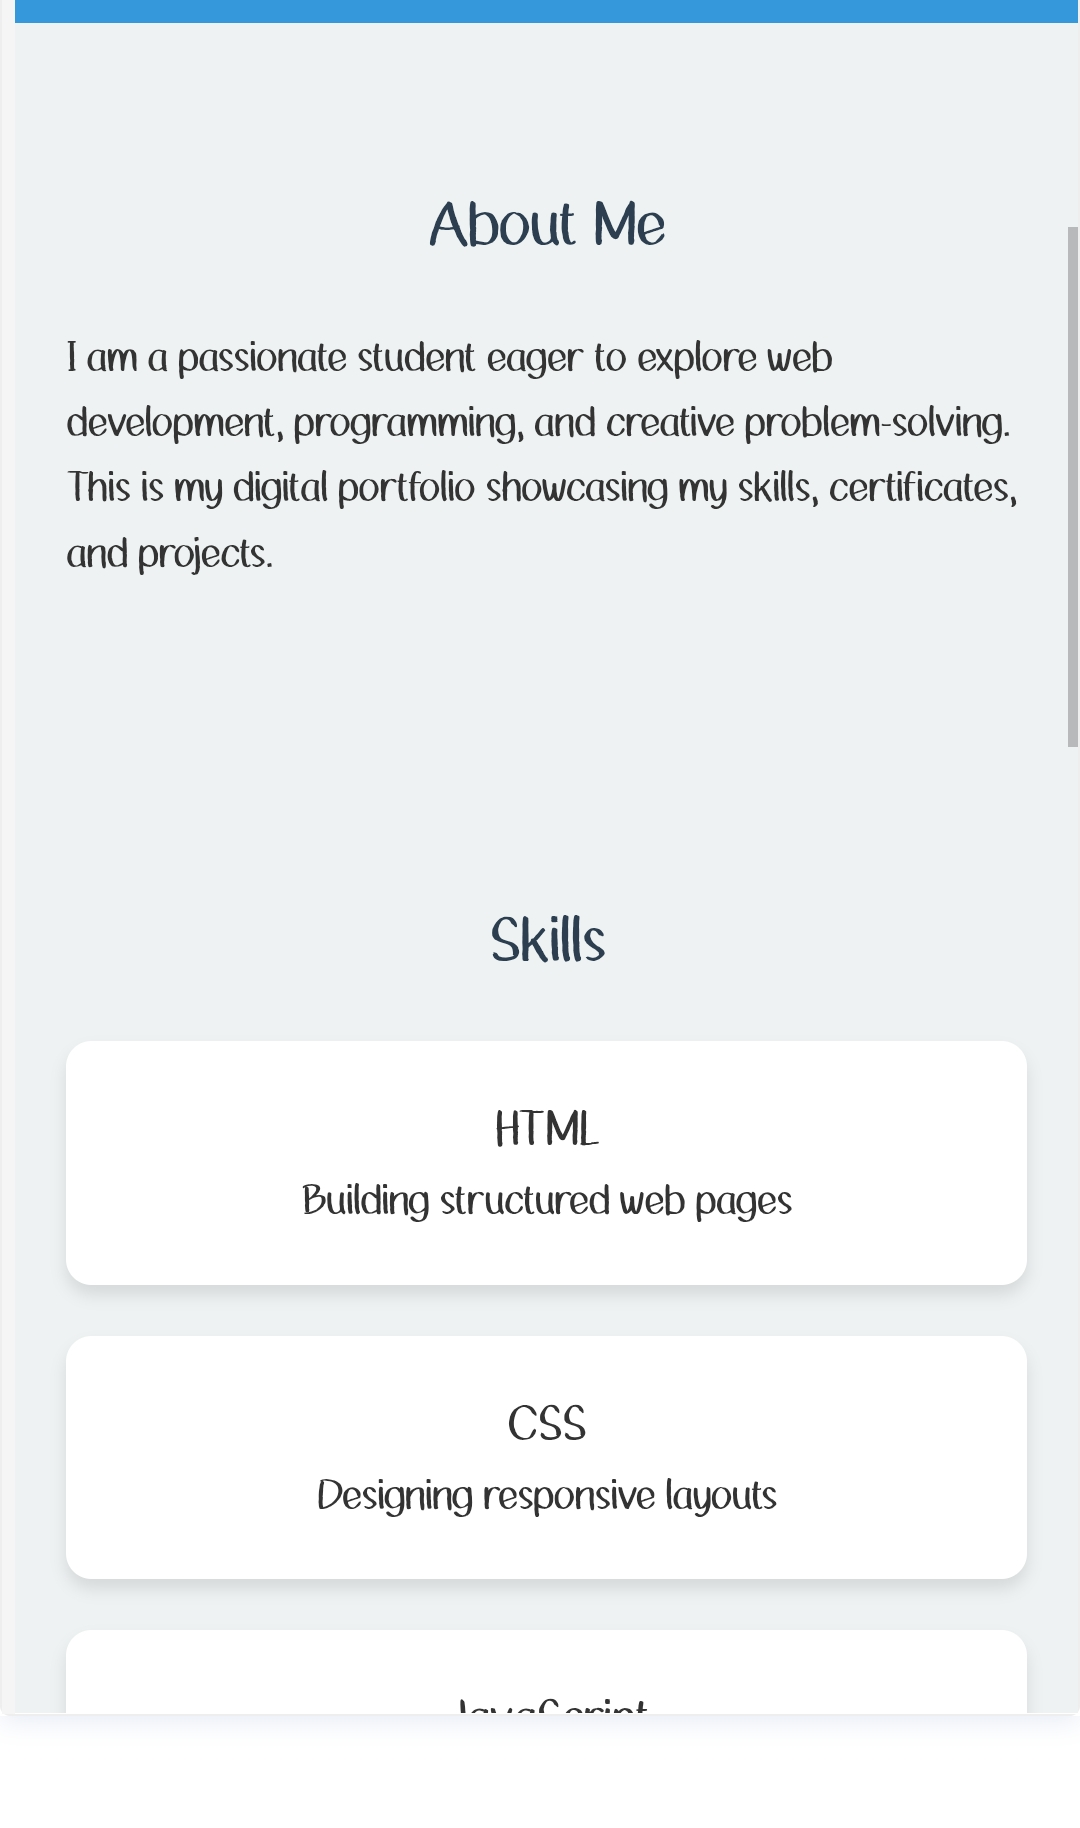 About Me
I am a passionate student eager to explore web
development, programming, and creative problem-solving.
This is my digital portfolio showcasing my skills, certificates,
and projects.
Skills
HTML
Building structured web pages
CSS
Designing responsive layouts
JavaScript